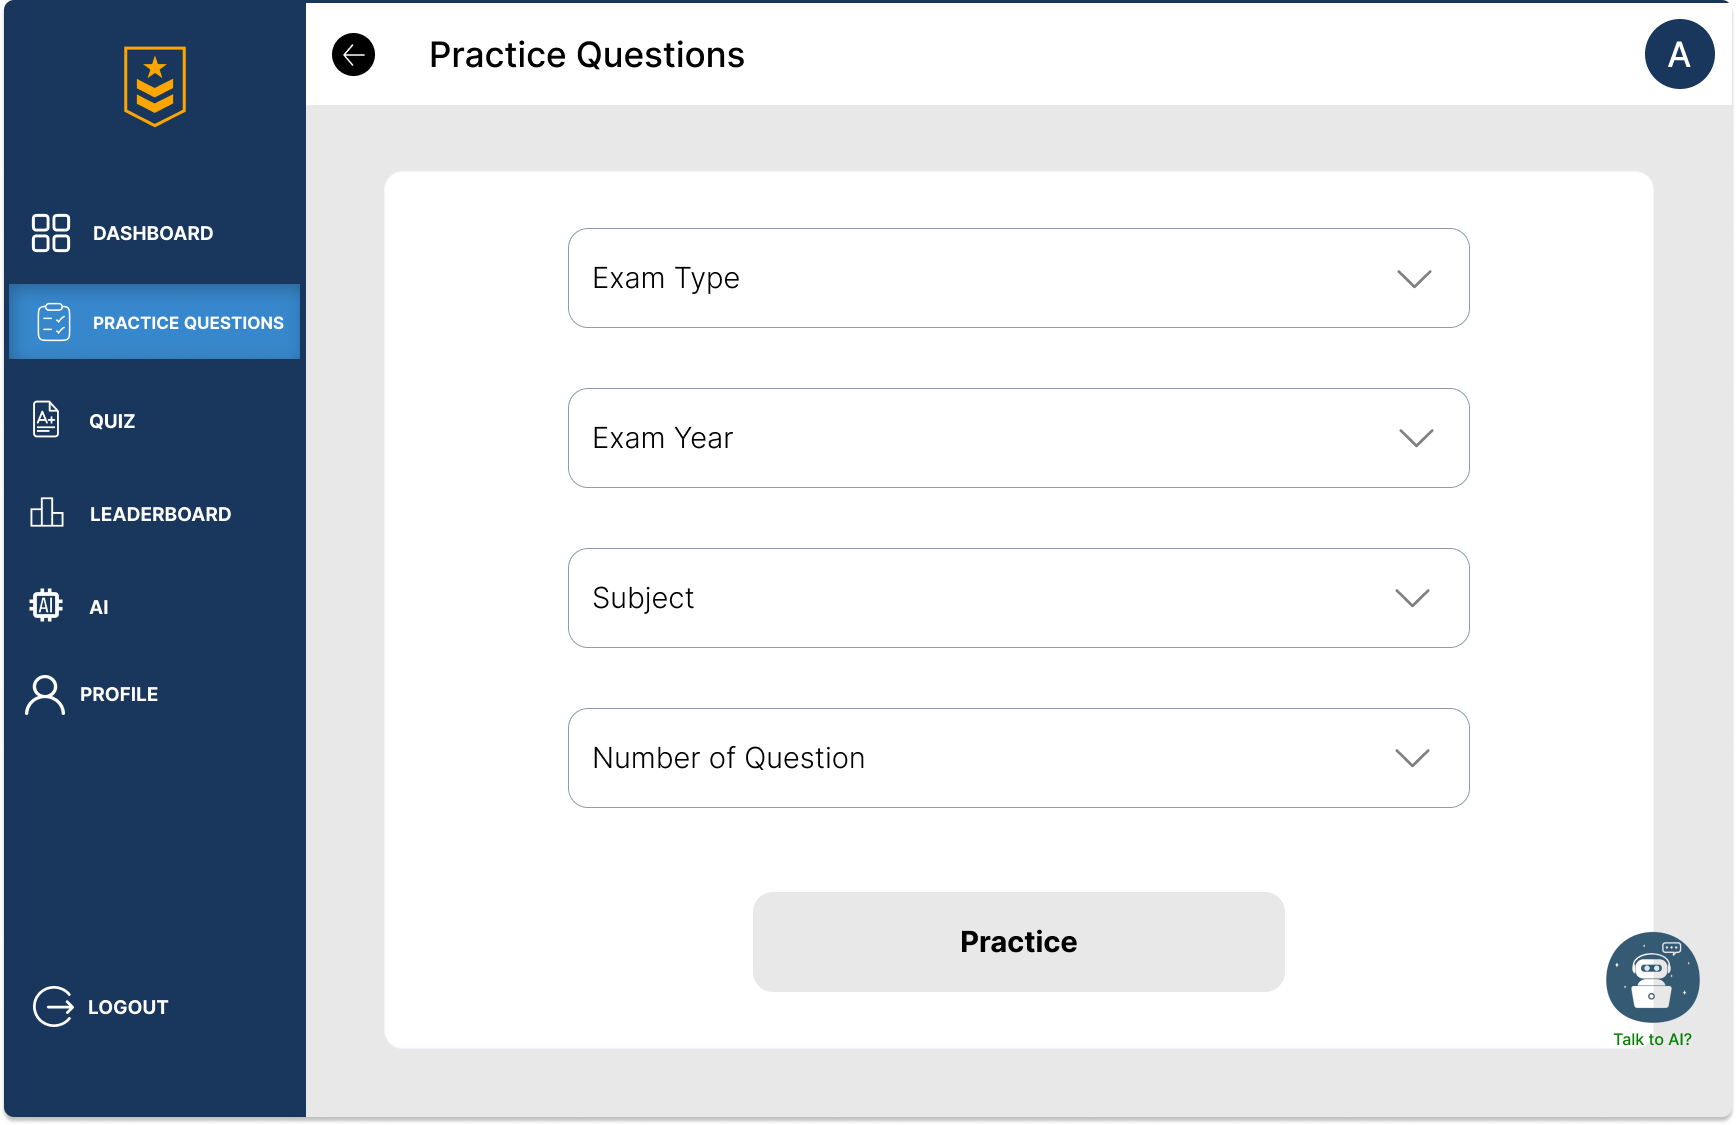 Practice Questions
A
DASHBOARD
PRACTICE QUESTIONS
A+
QUIZ
LEADERBOARD
AI
AI
PROFILE
LOGOUT
Exam Type
Exam Year
Subject
Number of Question
Practice
Talk to AI?